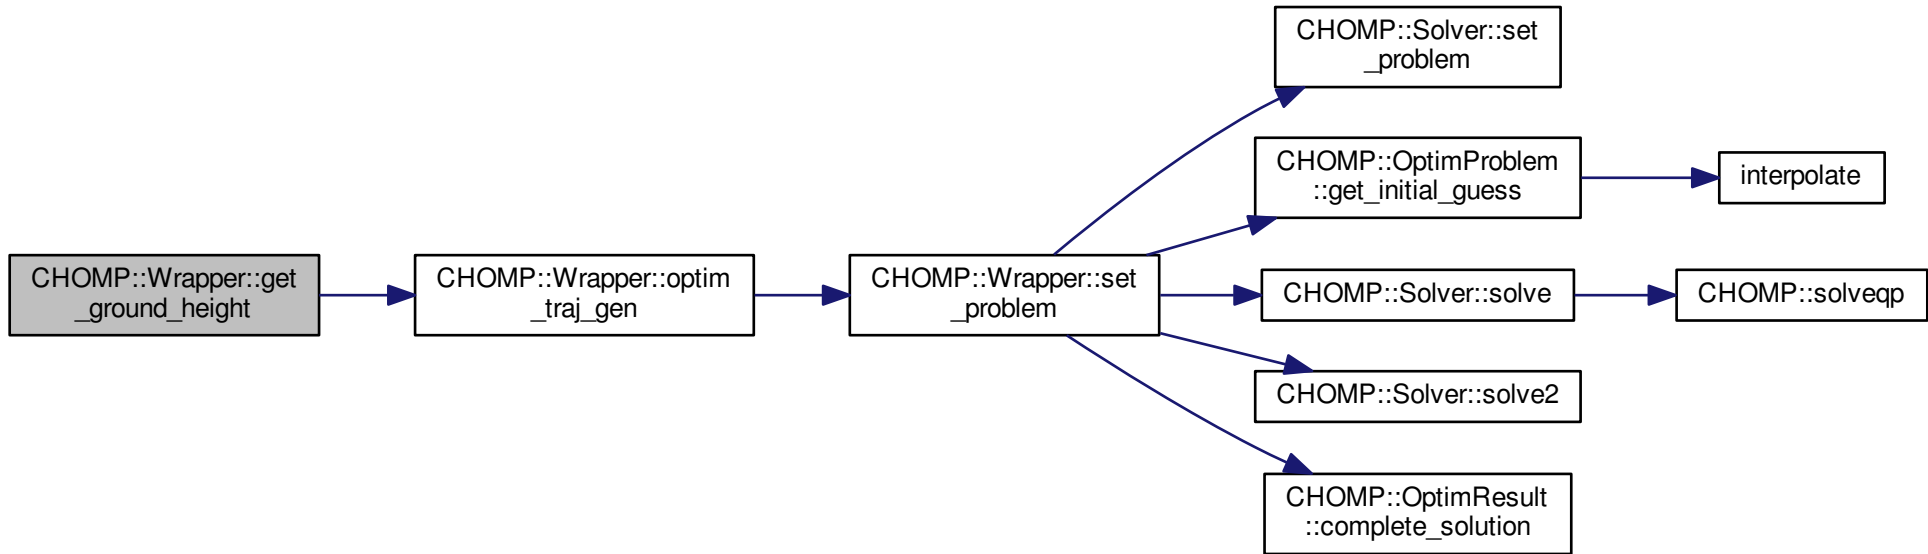 CHOMP::Wrapper::get
_ground_height
CHOMP::Wrapper::optim
_traj_gen
CHOMP::Wrapper::set
_problem
CHOMP::Solver::set
_problem
CHOMP::OptimProblem
::get_initial_guess
interpolate
CHOMP::Solver::solve
CHOMP::solveqp
CHOMP::Solver::solve2
CHOMP::OptimResult
::complete_solution